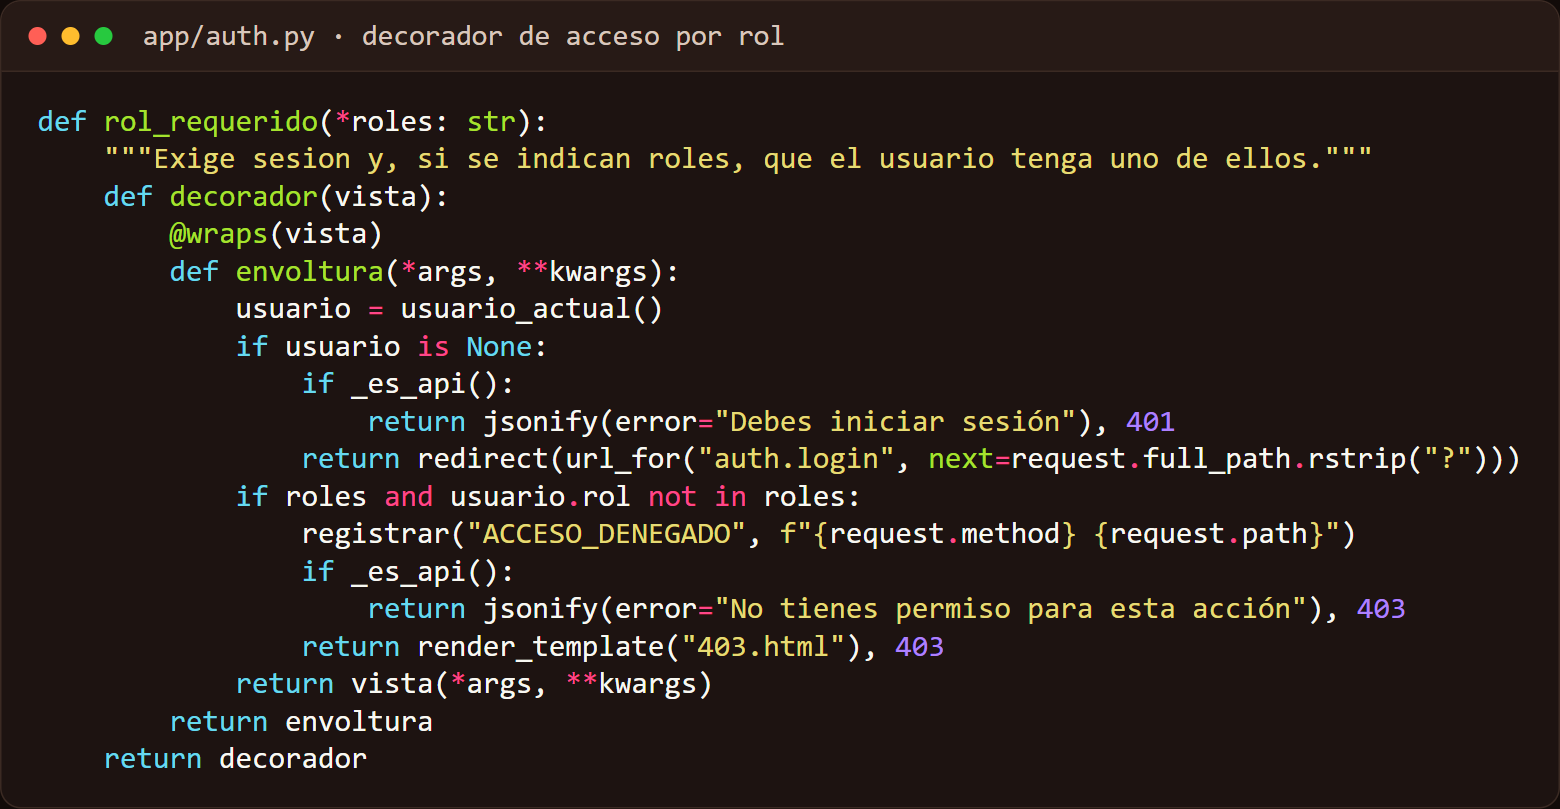 app/auth.py · decorador de acceso por rol
def rol_requerido(*roles: str):
    """Exige sesion y, si se indican roles, que el usuario tenga uno de ellos."""
    def decorador(vista):
        @wraps(vista)
        def envoltura(*args, **kwargs):
            usuario = usuario_actual()
            if usuario is None:
                if _es_api():
                    return jsonify(error="Debes iniciar sesión"), 401
                return redirect(url_for("auth.login", next=request.full_path.rstrip("?")))
            if roles and usuario.rol not in roles:
                registrar("ACCESO_DENEGADO", f"{request.method} {request.path}")
                if _es_api():
                    return jsonify(error="No tienes permiso para esta acción"), 403
                return render_template("403.html"), 403
            return vista(*args, **kwargs)
        return envoltura
    return decorador